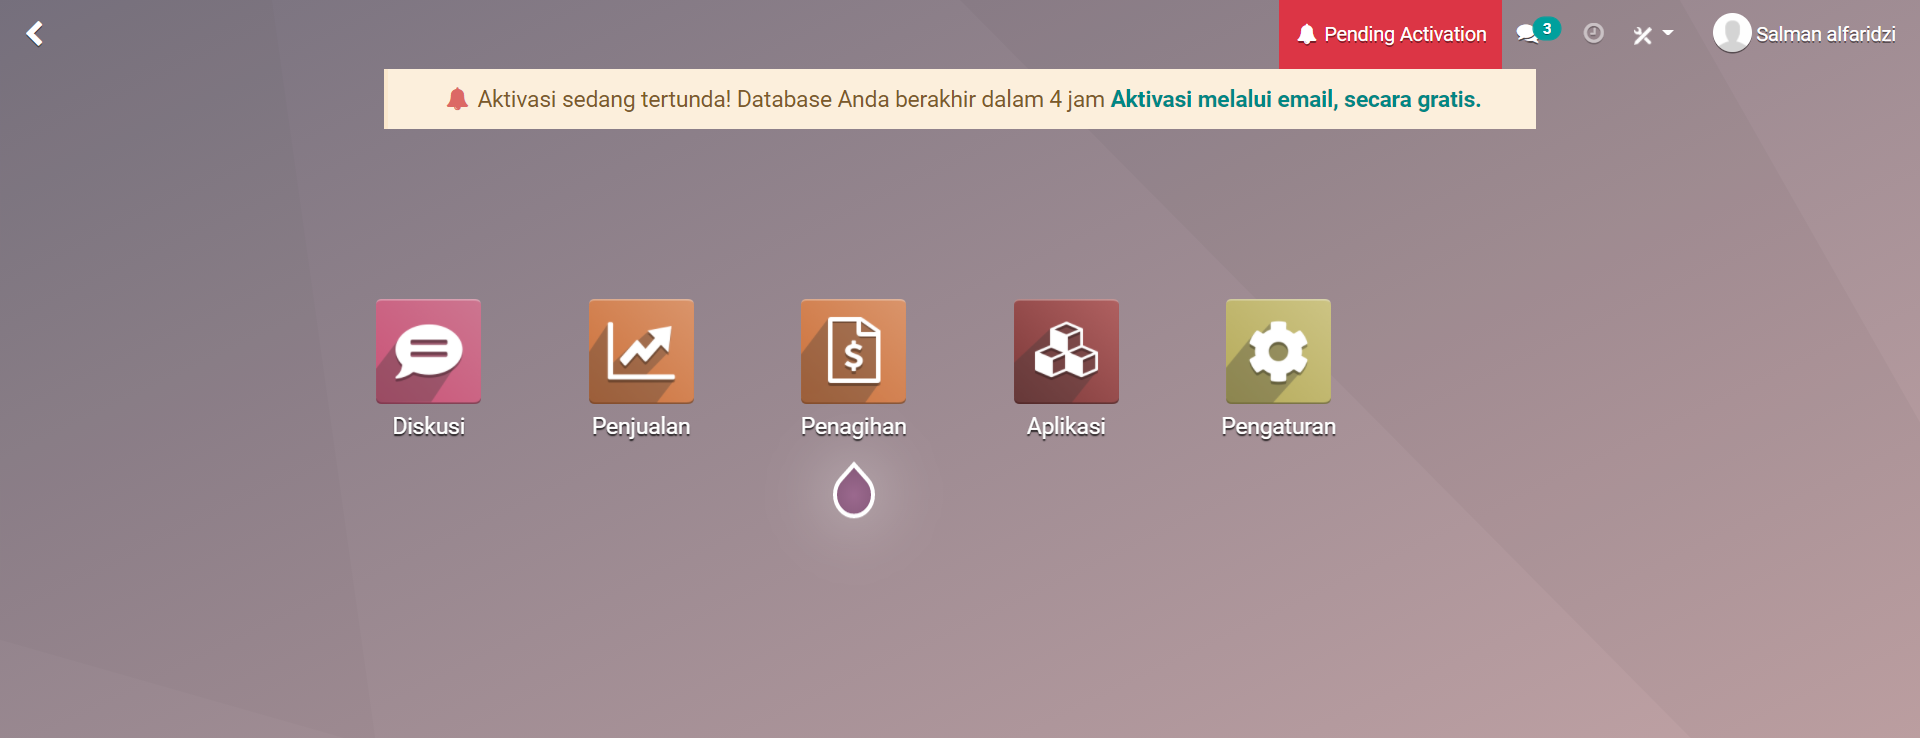 Pending Activation 3 Salman alfaridzi
Aktivasi sedang tertunda! Database Anda berakhir dalam 4 jam Aktivasi melalui email, secara gratis.
Diskusi Penjualan Penagihan Aplikasi Pengaturan